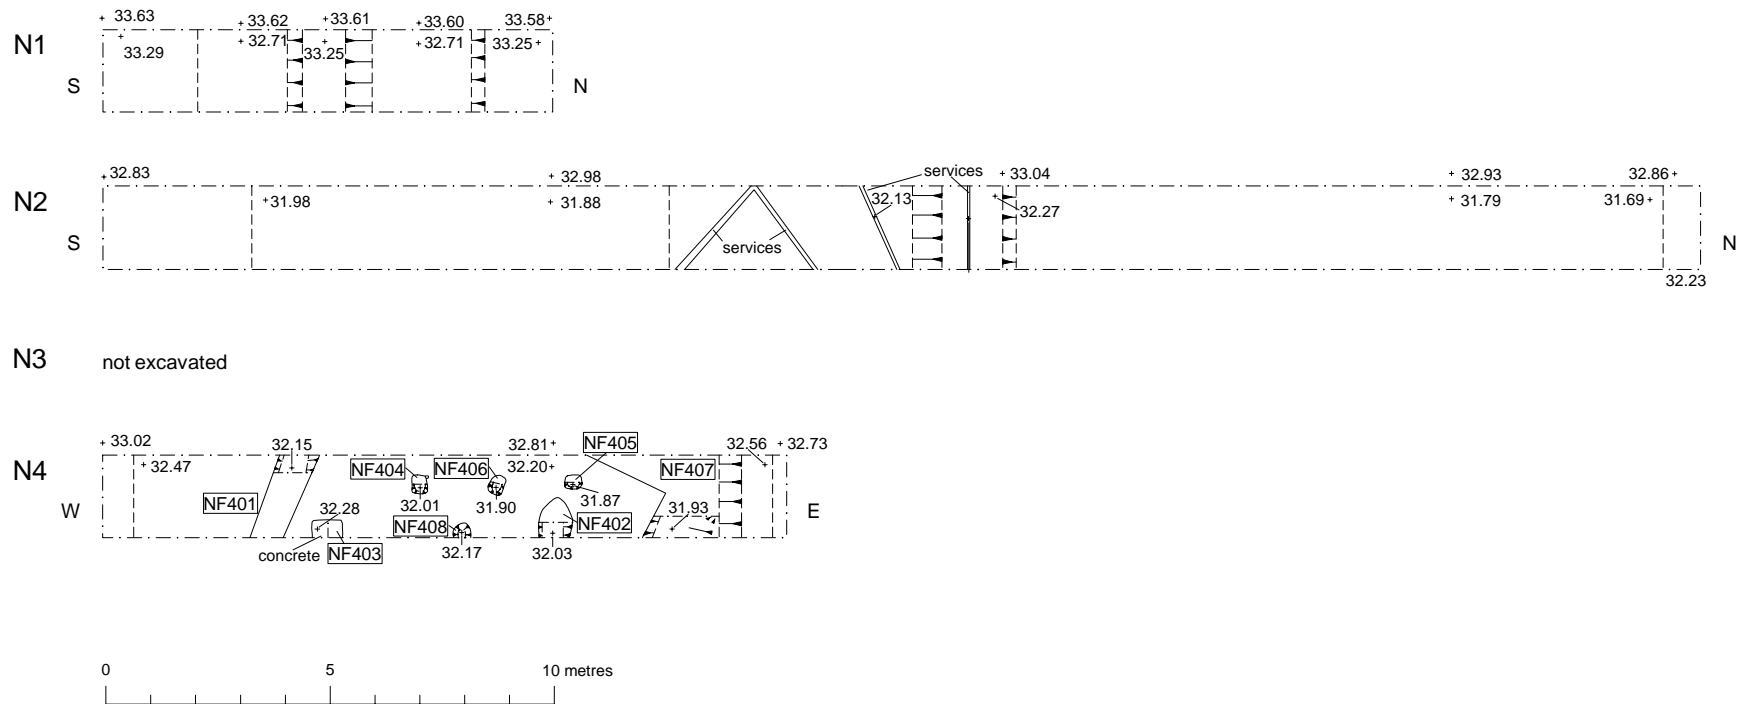 33.63 33.62 33.61 33.60 33.58
N1
33.29 32.71 33.25 32.71 33.25
S N
32.83 32.98 services 33.04 32.93 32.86
N2
31.98 31.88 32.13 32.27 31.79 31.69
S services N
32.23
N3 not excavated
33.02 32.15 32.81 NF405 32.56 32.73
N4
32.47 NF404 NF406 32.20 NF407
NF401 32.01 31.90 31.87
W 32.28 31.93 E
NF408 NF402
concrete NF403 32.17 32.03
0 5 10 metres